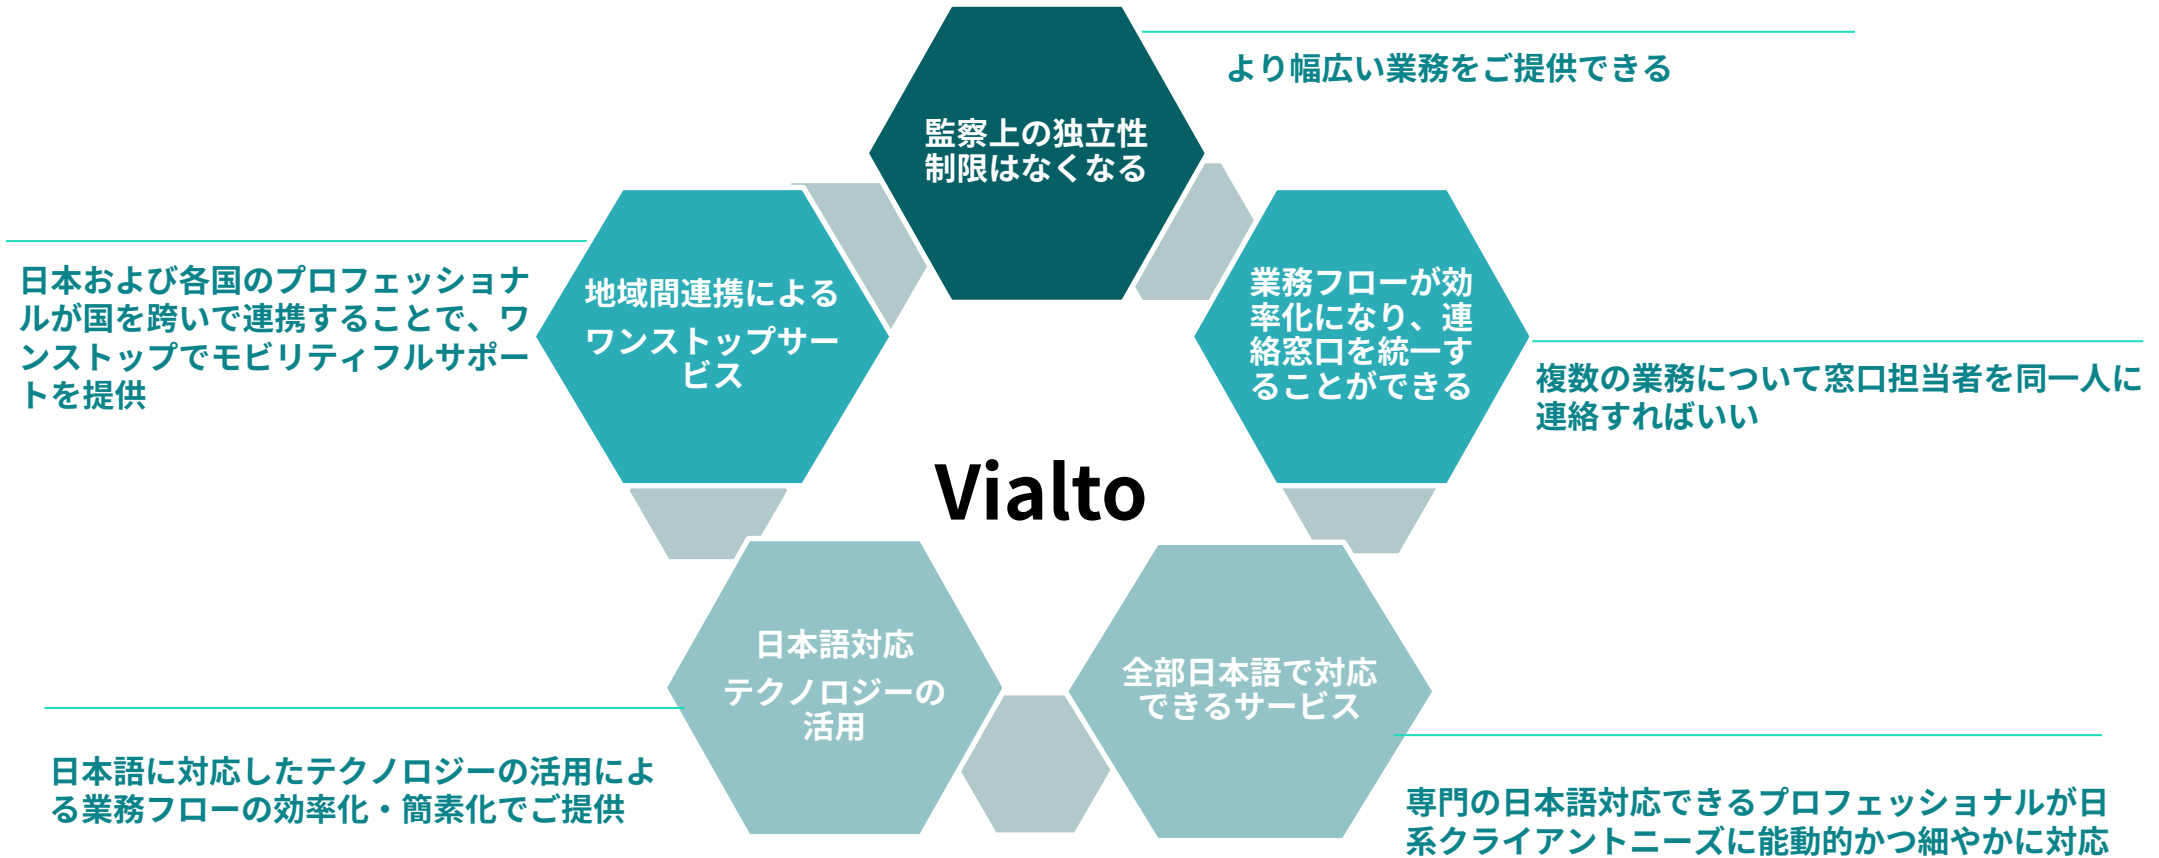 より幅広い業務をご提供できる
監察上の独立性
制限はなくなる
日本および各国のプロフェッショナ
ルが国を跨いで連携することで、ワ
ンストップでモビリティフルサポー
トを提供
地域間連携による
ワンストップサー
ビス
業務フローが効
率化になり、連
絡窓口を統一す
ることができる
複数の業務について窓口担当者を同一人に
連絡すればいい
Vialto
日本語対応
テクノロジーの
活用
全部日本語で対応
できるサービス
日本語に対応したテクノロジーの活用によ
る業務フローの効率化・簡素化でご提供
専門の日本語対応できるプロフェッショナルが日
系クライアントニーズに能動的かつ細やかに対応